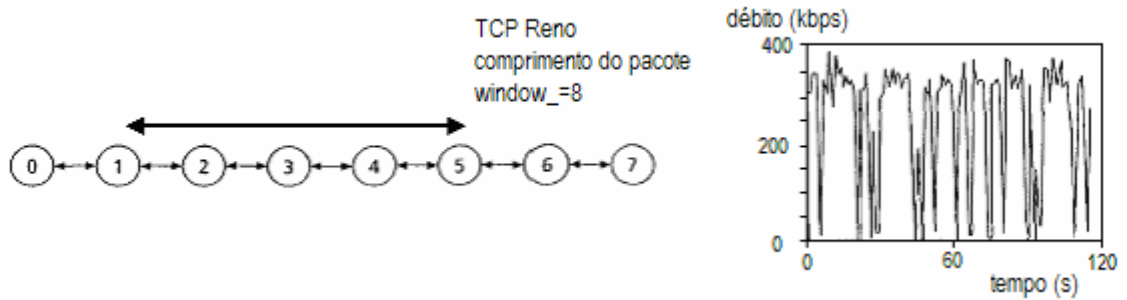 TCP Reno
comprimento do pacote
window_=8
0 1 2 3 4 5 6 7
débito (kbps)
400
200
0
0 60 120
tempo (s)